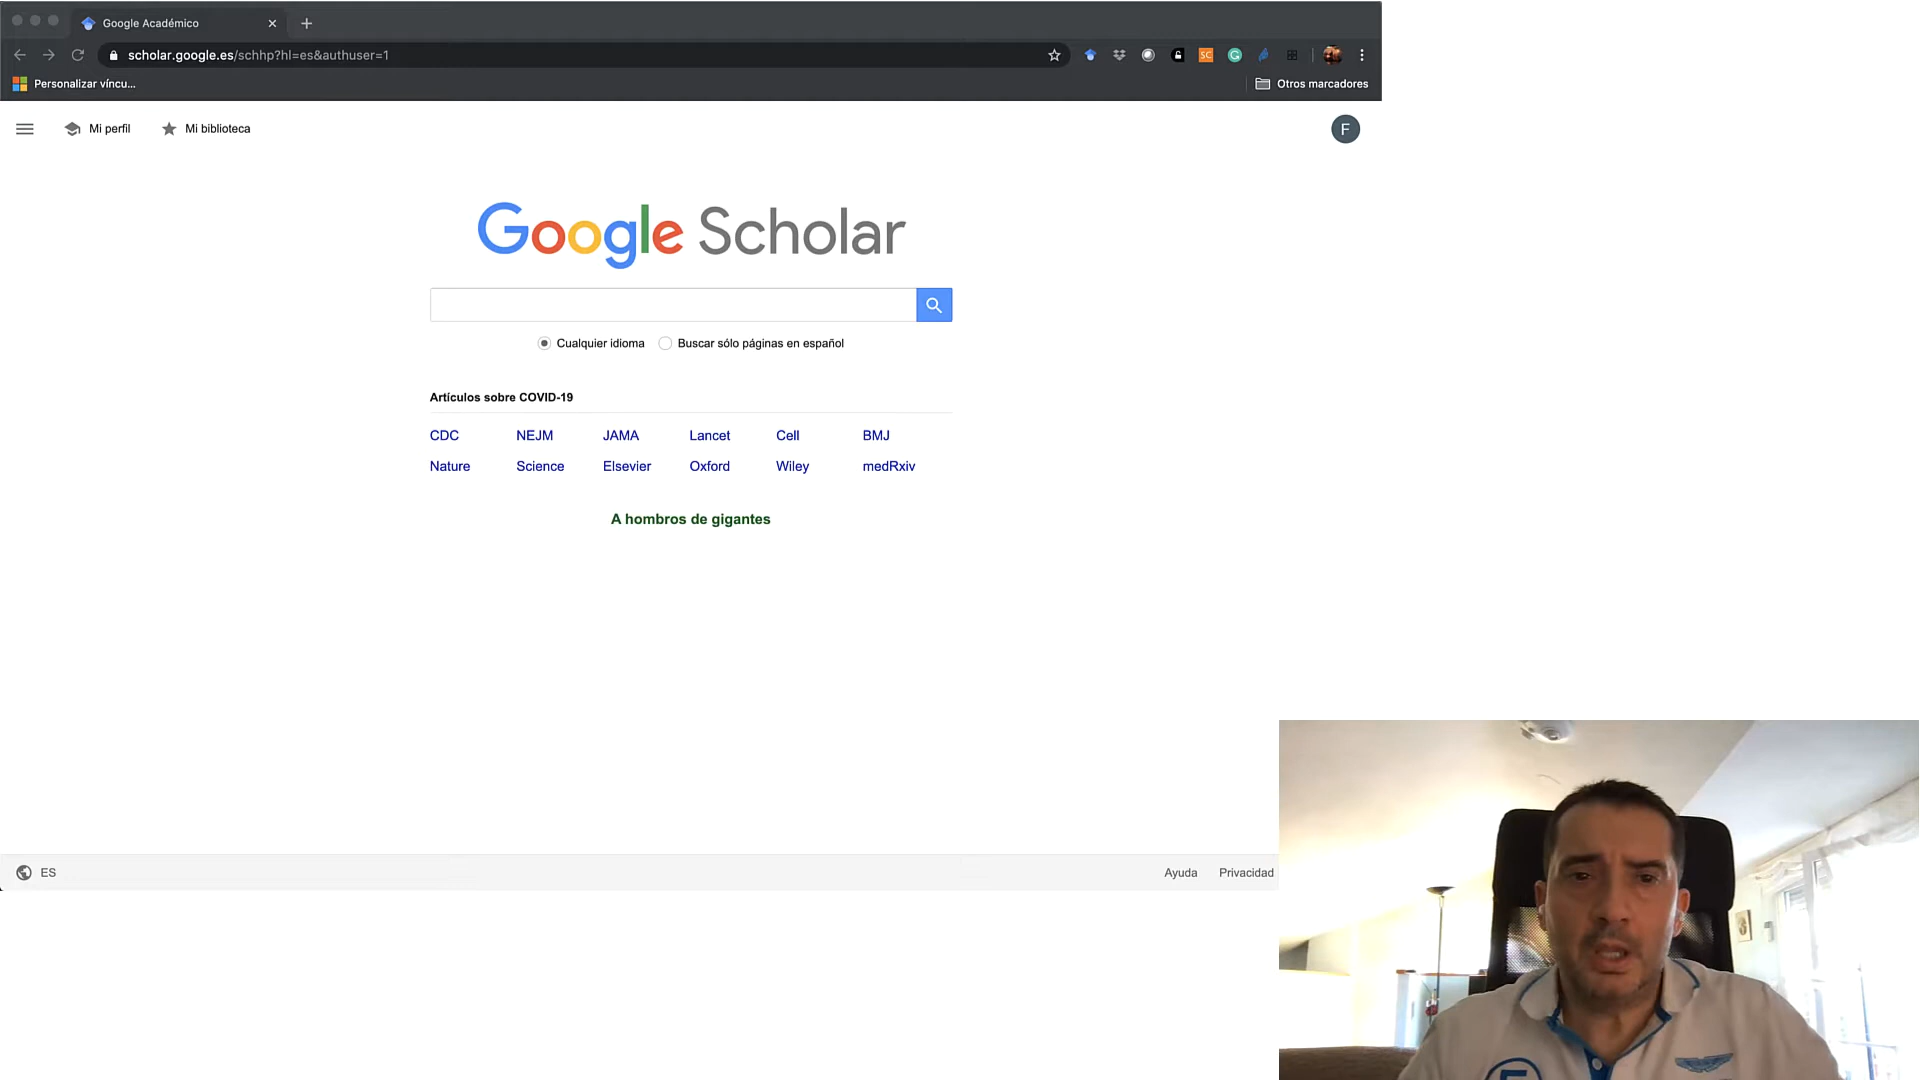 Google Académico
scholar.google.es/schhp?hl=es&authuser=1
SC
Personalizar víncu...
Otros marcadores
Mi perfil
Mi biblioteca
F
Google Scholar
Cualquier idioma
Buscar sólo páginas en español
Artículos sobre COVID-19
CDC NEJM JAMA Lancet Cell BMJ
Nature Science Elsevier Oxford Wiley medRxiv
A hombros de gigantes
ES
Ayuda Privacidad